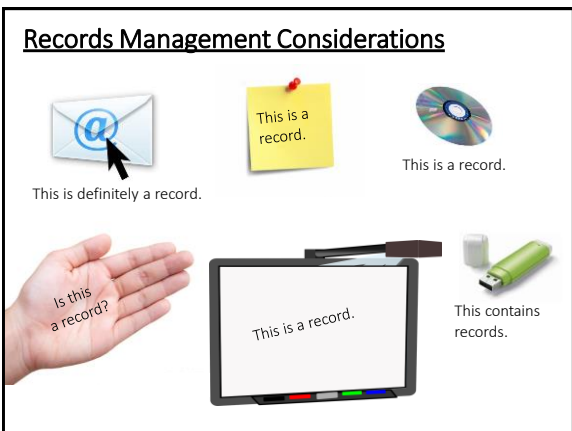 Records Management Considerations
This is a
record.
This is a record.
This is definitely a record.
Is this
a record?
This is a record.
This contains
records.